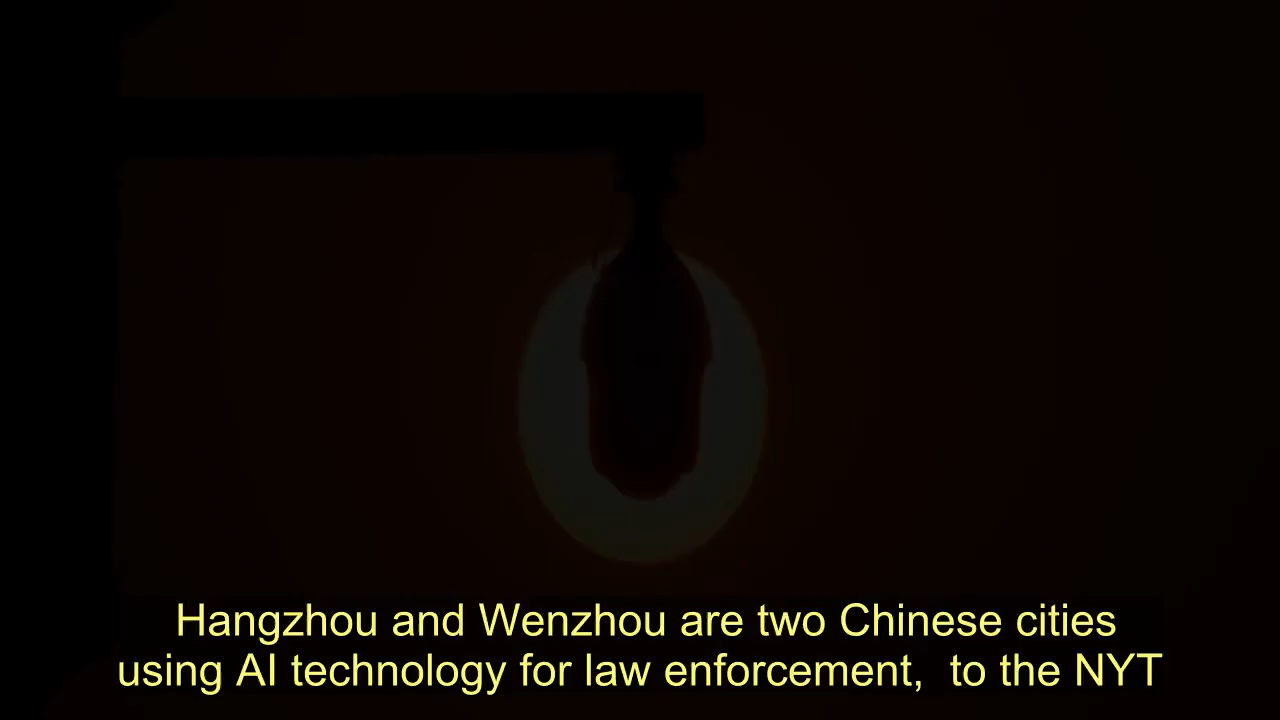 Hangzhou and Wenzhou are two Chinese cities
using AI technology for law enforcement,  to the NYT